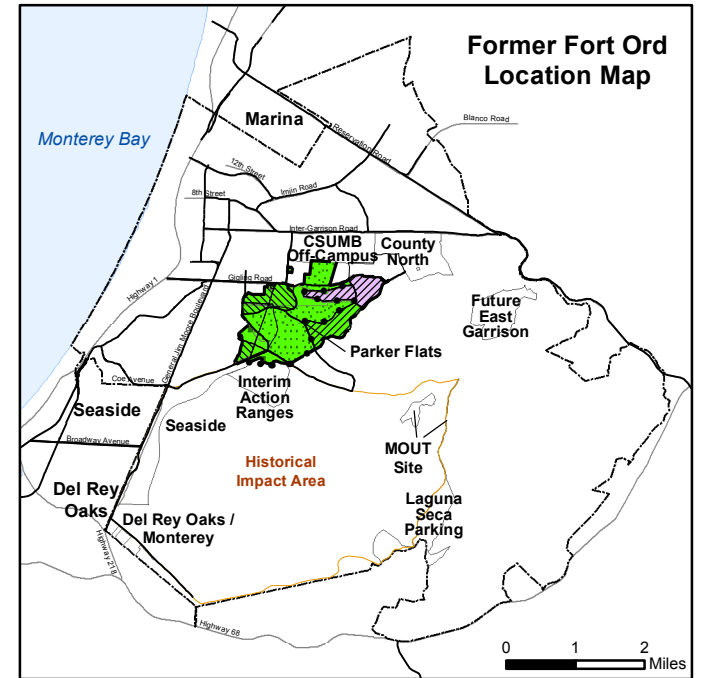 Former Fort Ord
Location Map
Monterey Bay
Marina
Reservation Road
Blanco Road
12th Street
Imjin Road
8th Street
Inter-Garrison Road
CSUMB
Off-Campus
County
North
Gigling Road
Highway 1
General Jim Moore Boulevard
Future
East
Garrison
Parker Flats
Coe Avenue
Interim
Action
Ranges
Seaside
Seaside
Broadway Avenue
MOUT
Site
Historical
Impact Area
Del Rey
Oaks
Laguna
Seca
Parking
Del Rey Oaks /
Monterey
Highway 218
Highway 68
0 1 2
Miles